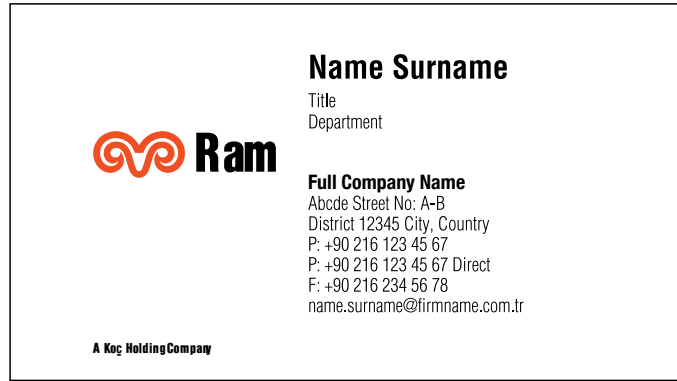 Name Surname
Title
Department
Ram
Full Company Name
Abcde Street No: A-B
District 12345 City, Country
P: +90 216 123 45 67
P: +90 216 123 45 67 Direct
F: +90 216 234 56 78
name.surname@firmname.com.tr
A Koç Holding Company